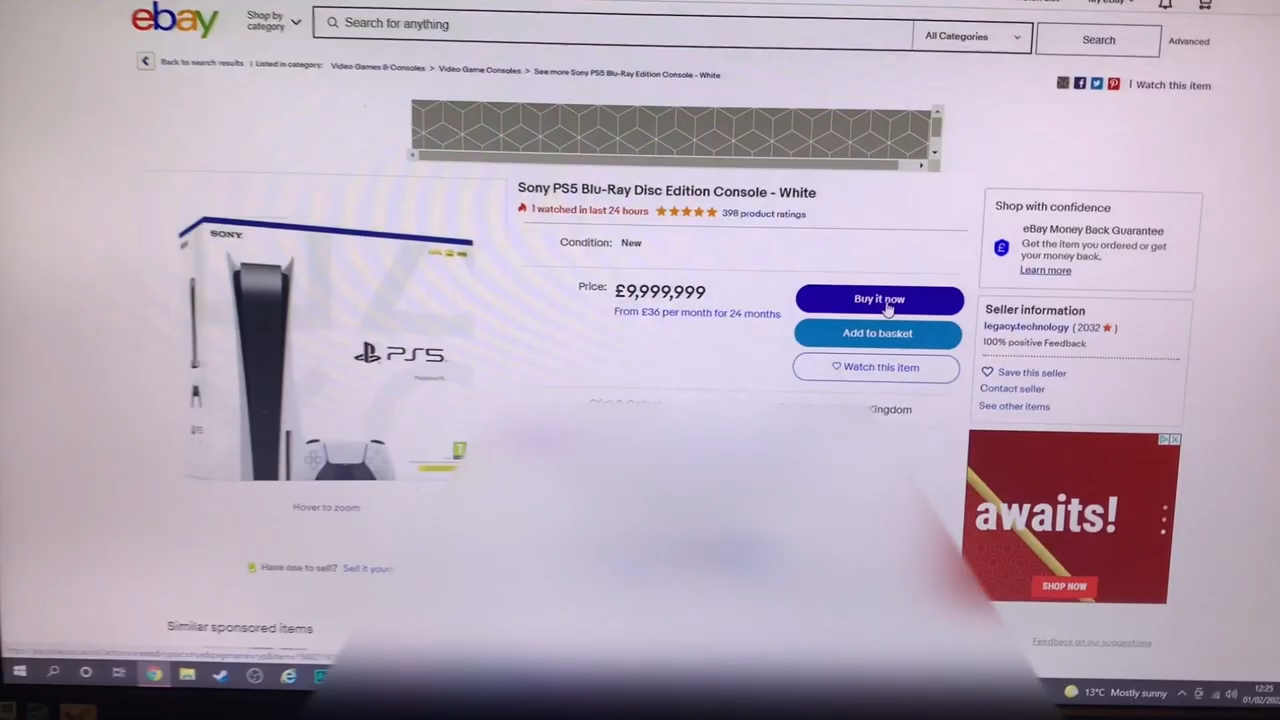 ebay
Shop by
category
Search for anything
All Categories
Search
Advanced
Back to search results | Listed in category: Video Games & Consoles > Video Game Consoles > See more Sony PS5 Blu-Ray Edition Console - White
| Watch this item
Sony PS5 Blu-Ray Disc Edition Console - White
1 watched in last 24 hours
398 product ratings
Condition: New
Price: £9,999,999
From £36 per month for 24 months
Buy it now
Add to basket
Watch this item
Kingdom
SONY
PS5
Hover to zoom
Have one to sell? Sell it
Similar sponsored items
Shop with confidence
eBay Money Back Guarantee
Get the item you ordered or get
your money back.
Learn more
Seller information
legacy.technology (2032 ★)
100% positive Feedback
Save this seller
Contact seller
See other items
awaits!
SHOP NOW
Feedback on our suggestions
13°C Mostly sunny
12:25